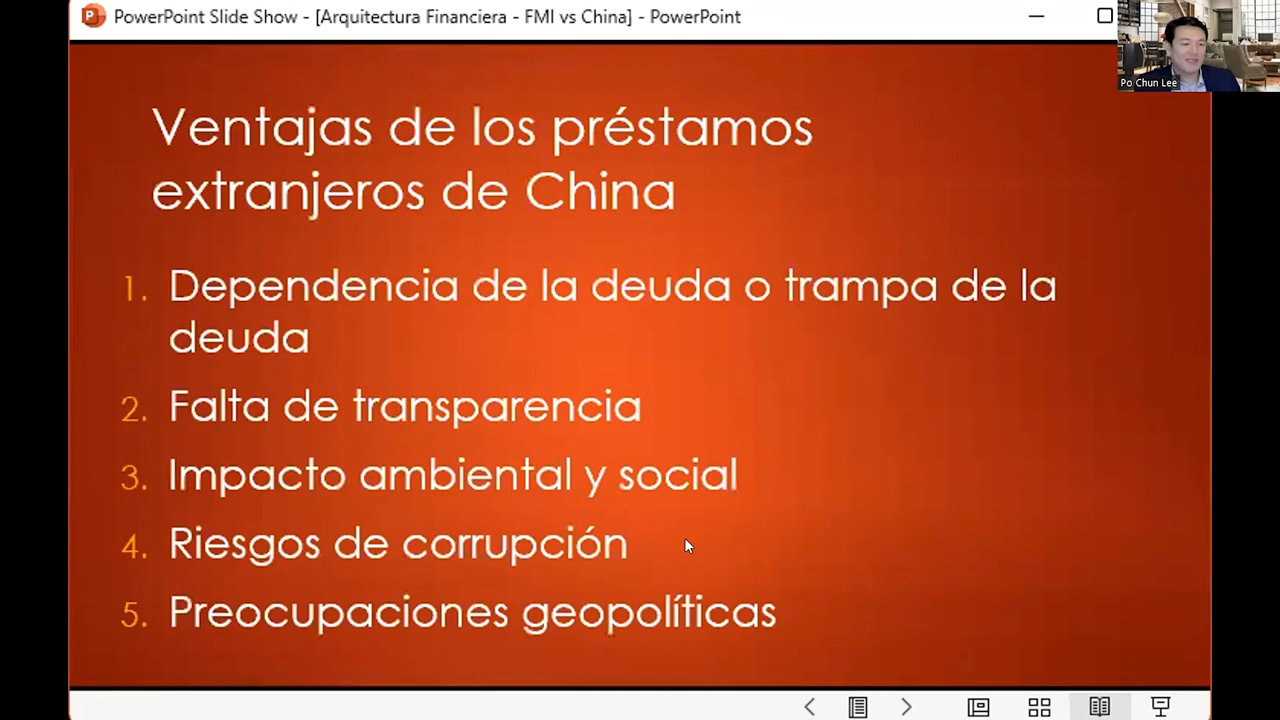 PowerPoint Slide Show - [Arquitectura Financiera - FMI vs China] - PowerPoint
Po Chun Lee
Ventajas de los préstamos
extranjeros de China
1. Dependencia de la deuda o trampa de la
deuda
2. Falta de transparencia
3. Impacto ambiental y social
4. Riesgos de corrupción
5. Preocupaciones geopolíticas